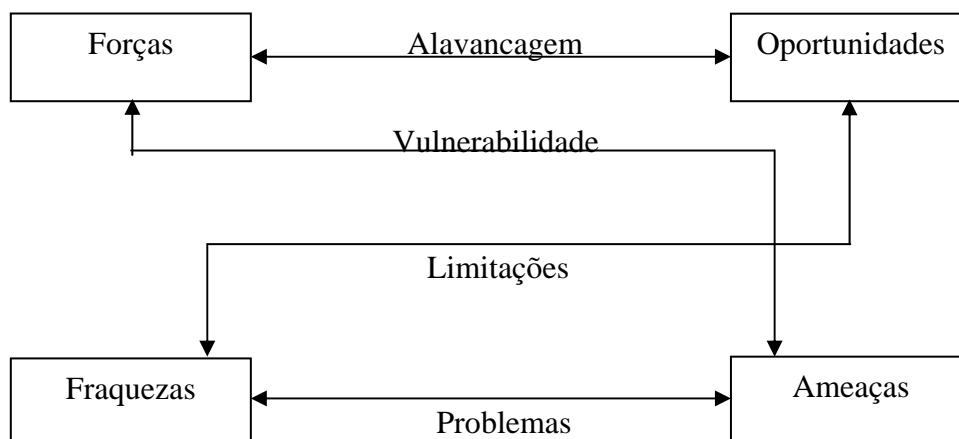 Forças
Alavancagem
Oportunidades
Vulnerabilidade
Limitações
Fraquezas
Ameaças
Problemas